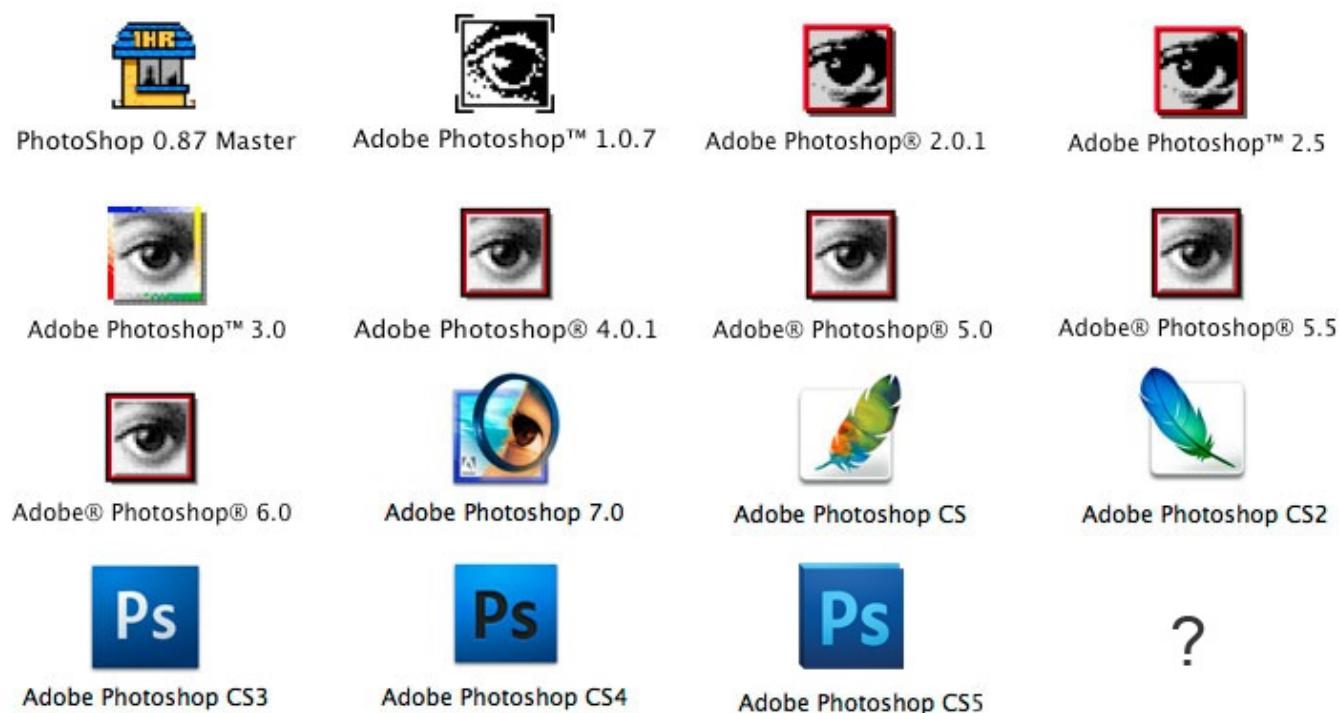 1HR
PhotoShop 0.87 Master
Adobe Photoshop™ 1.0.7
Adobe Photoshop® 2.0.1
Adobe Photoshop™ 2.5
Adobe Photoshop™ 3.0
Adobe Photoshop® 4.0.1
Adobe® Photoshop® 5.0
Adobe® Photoshop® 5.5
Adobe® Photoshop® 6.0
Adobe Photoshop 7.0
Adobe Photoshop CS
Adobe Photoshop CS2
Ps
Ps
Ps
?
Adobe Photoshop CS3
Adobe Photoshop CS4
Adobe Photoshop CS5